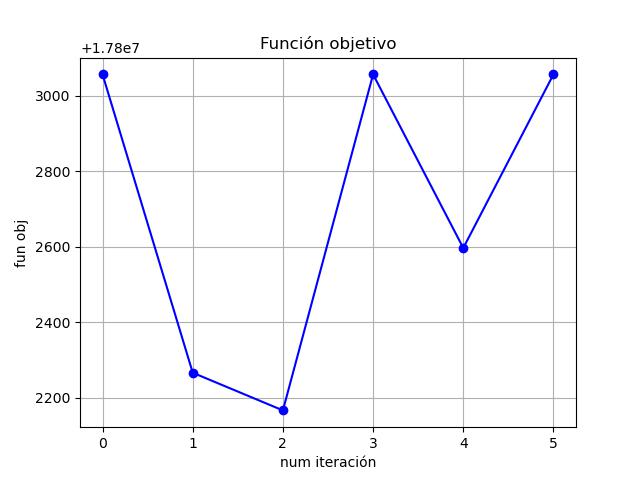 Función objetivo
+1.78e7
3000
2800
2600
2400
2200
fun obj
0 1 2 3 4 5
num iteración